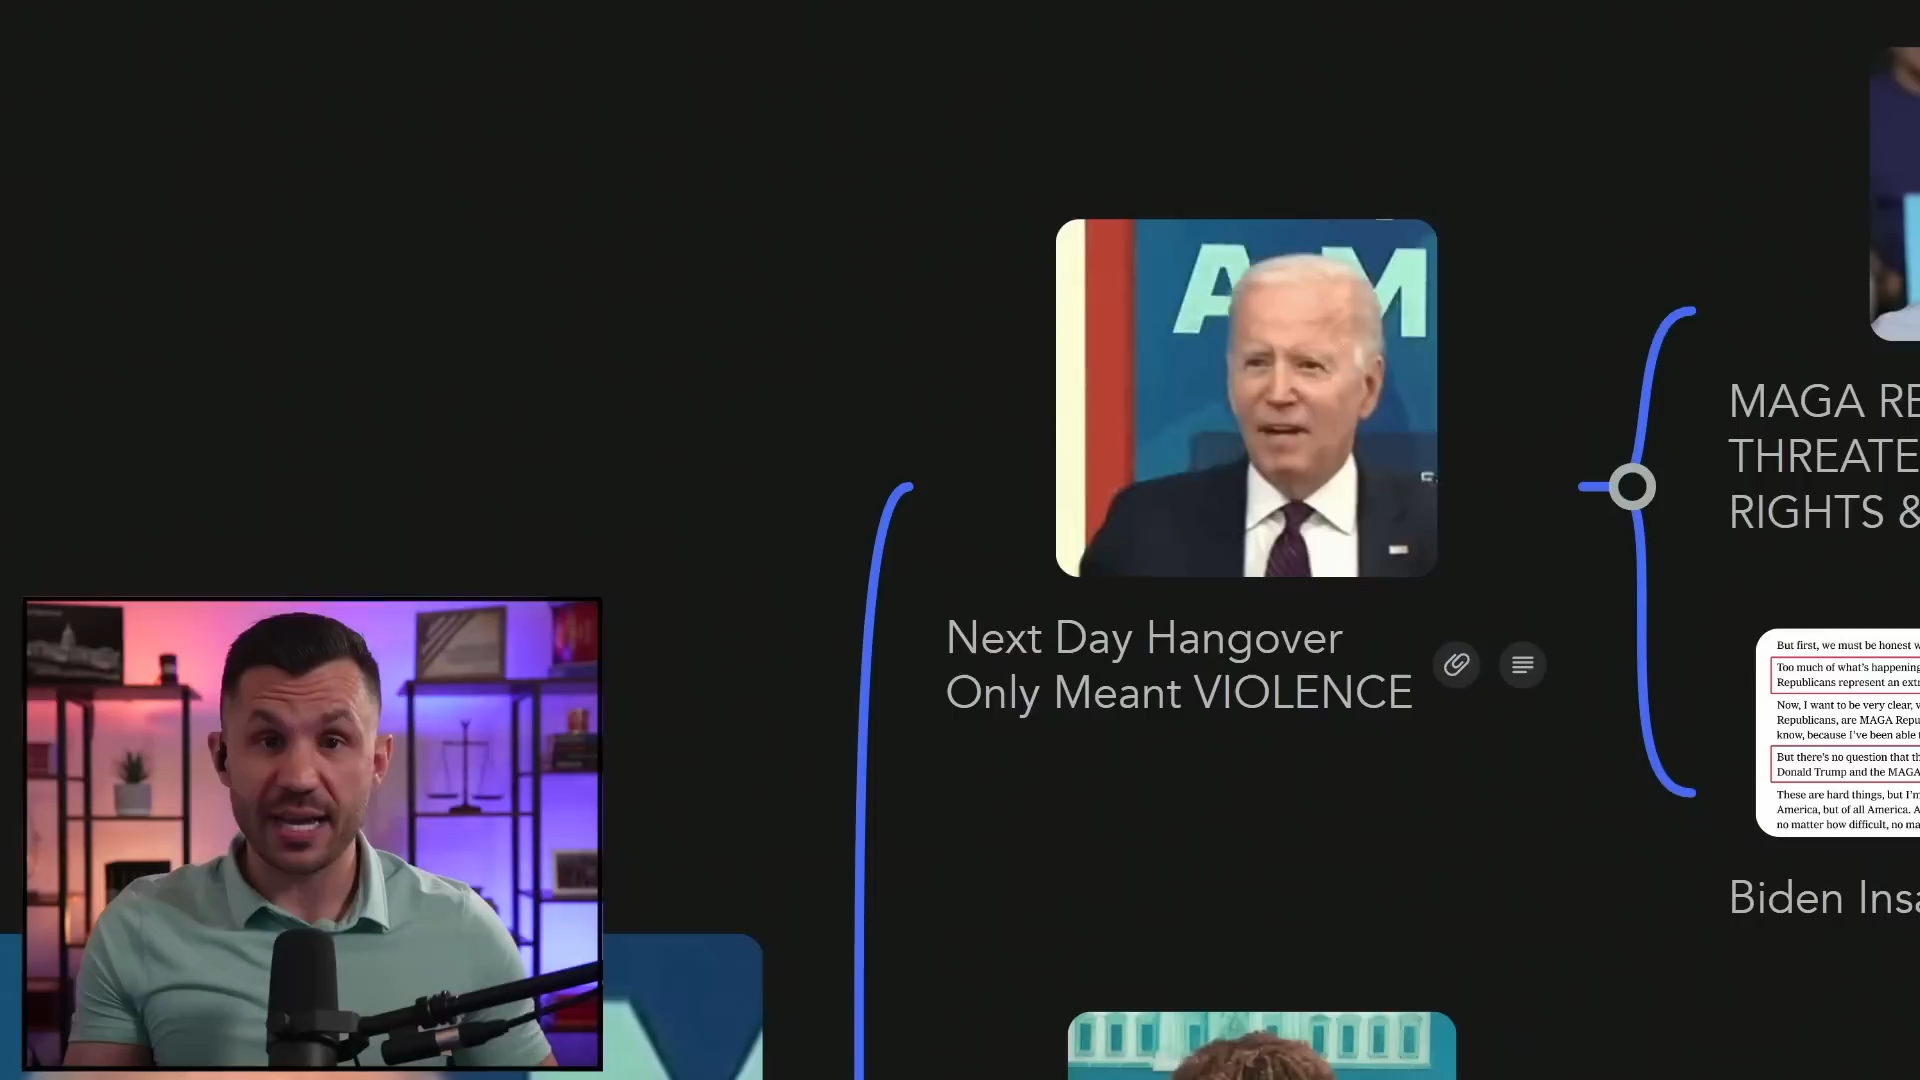 A M
Next Day Hangover
Only Meant VIOLENCE
MAGA RE
THREATE
RIGHTS &
But first, we must be honest w
Too much of what's happening
Republicans represent an extr
Now, I want to be very clear, v
Republicans, are MAGA Repu
know, because I've been able t
But there's no question that th
Donald Trump and the MAGA
These are hard things, but I'm
America, but of all America. A
no matter how difficult, no ma
Biden Insa